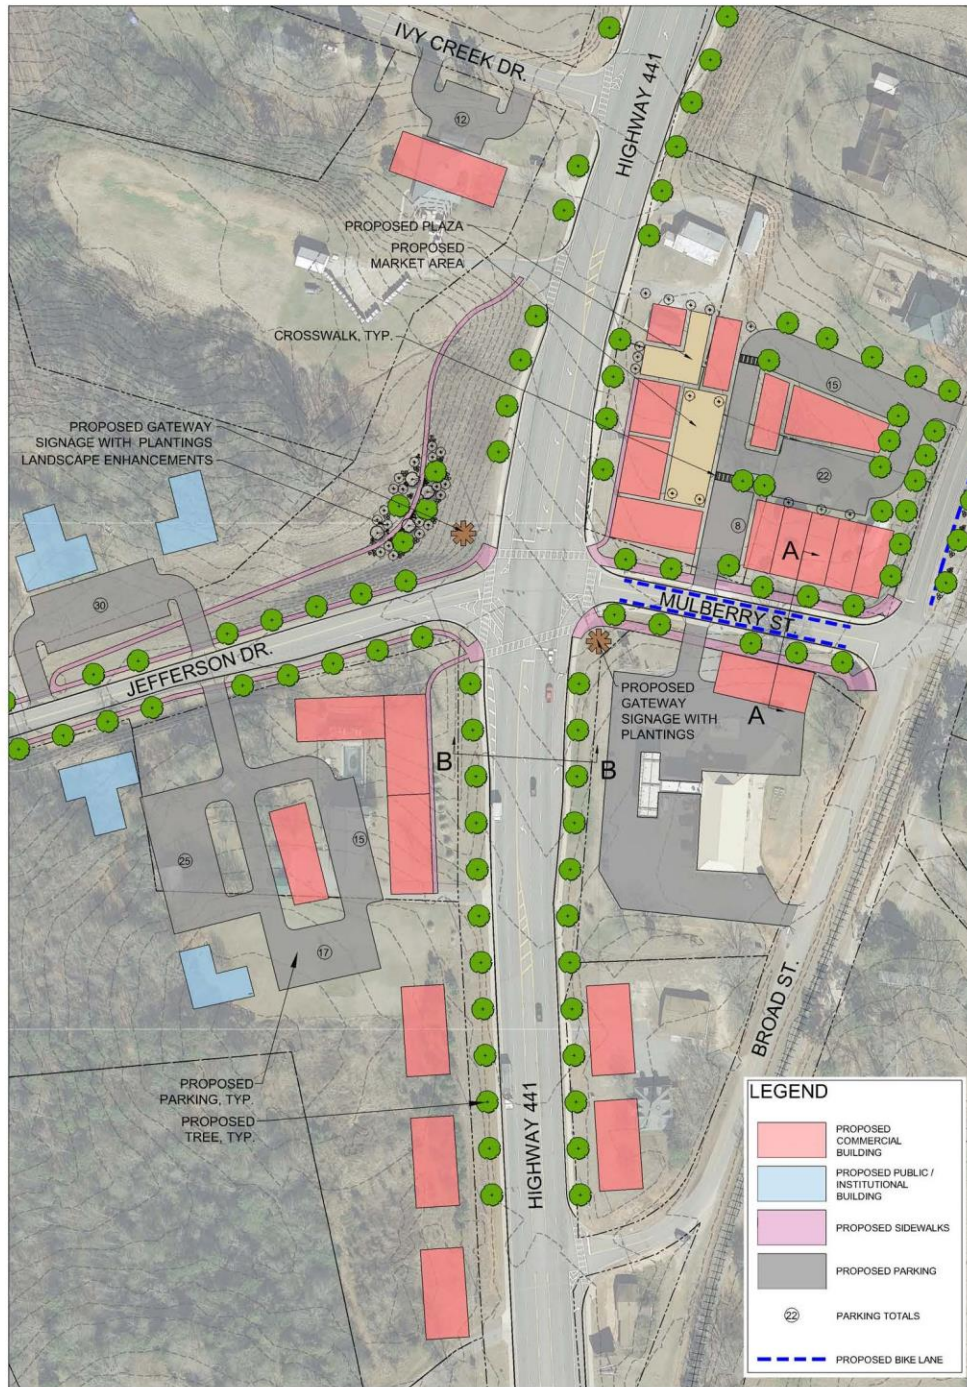 IVY CREEK DR.
HIGHWAY 441
12
PROPOSED PLAZA
PROPOSED
MARKET AREA
CROSSWALK, TYP.
PROPOSED GATEWAY
SIGNAGE WITH PLANTINGS
LANDSCAPE ENHANCEMENTS
15
22
8
A
30
MULBERRY ST
JEFFERSON DR.
PROPOSED
GATEWAY
SIGNAGE WITH
PLANTINGS
A
B
B
15
25
17
BROAD ST.
PROPOSED
PARKING, TYP.
PROPOSED
TREE, TYP.
HIGHWAY 441
LEGEND
PROPOSED
COMMERCIAL
BUILDING
PROPOSED PUBLIC /
INSTITUTIONAL
BUILDING
PROPOSED SIDEWALKS
PROPOSED PARKING
22
PARKING TOTALS
PROPOSED BIKE LANE